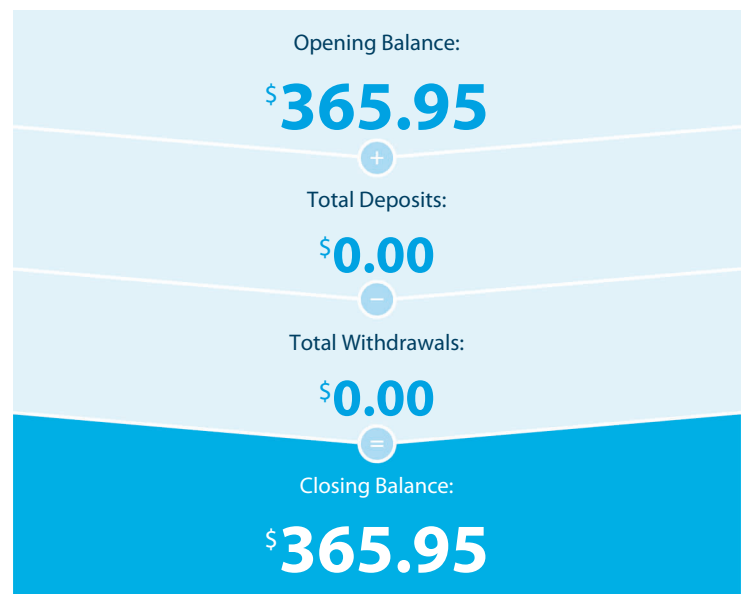 Opening Balance:
$365.95
+
Total Deposits:
$0.00
−
Total Withdrawals:
$0.00
=
Closing Balance:
$365.95